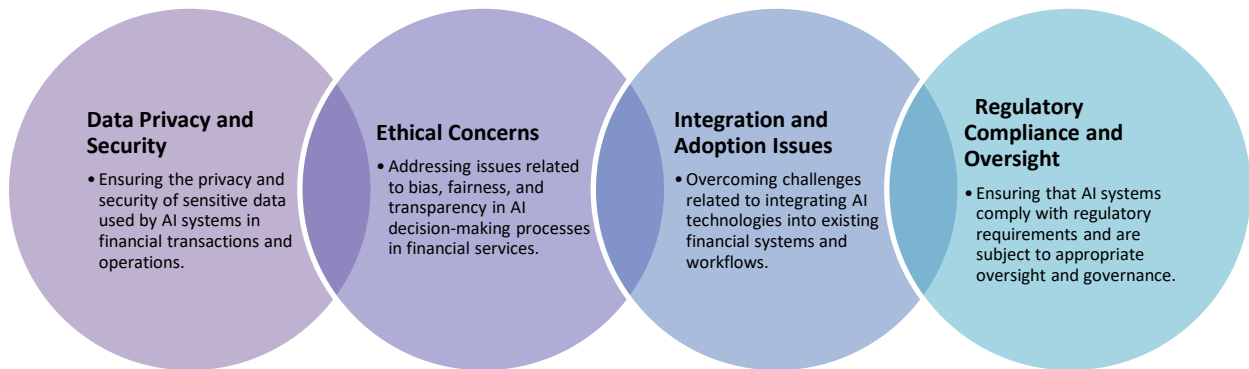 Data Privacy and
Security
• Ensuring the privacy and
security of sensitive data
used by AI systems in
financial transactions and
operations.
Ethical Concerns
• Addressing issues related
to bias, fairness, and
transparency in AI
decision-making processes
in financial services.
Integration and
Adoption Issues
• Overcoming challenges
related to integrating AI
technologies into existing
financial systems and
workflows.
Regulatory
Compliance and
Oversight
• Ensuring that AI systems
comply with regulatory
requirements and are
subject to appropriate
oversight and governance.